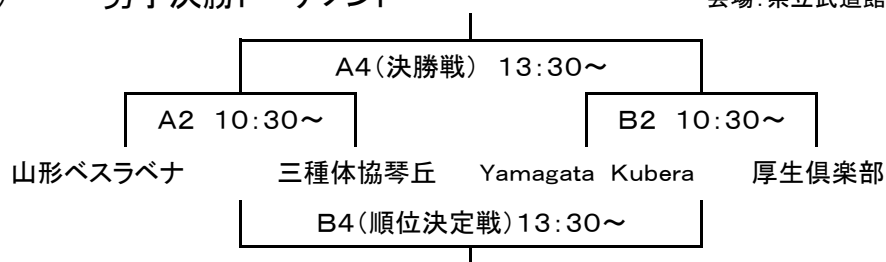 男子決勝トーナメント　会場：県立武道館
A4（決勝戦）　13：30～
A2　10：30～　B2　10：30～
山形ベスラベナ　三種体協琴丘　Yamagata Kubera　厚生倶楽部
B4（順位決定戦）13：30～